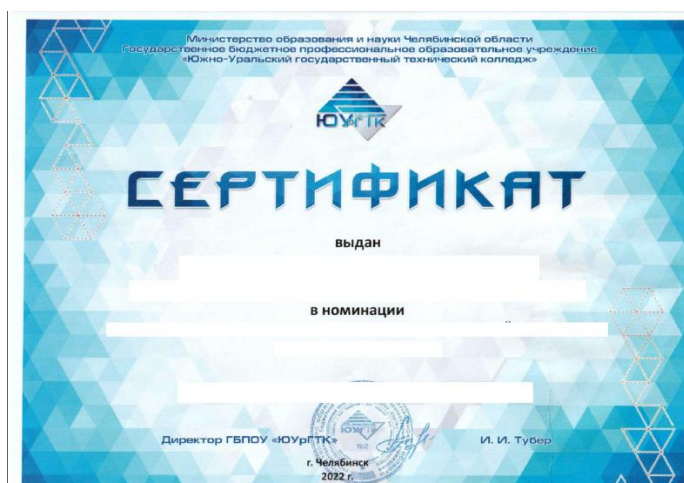 Министерство образования и науки Челябинской области
Государственное бюджетное профессиональное образовательное учреждение
«Южно-Уральский государственный технический колледж»
ЮУрГТК
СЕРТИФИКАТ
выдан
в номинации
Директор ГБПОУ «ЮУрГТК»
И. И. Тубер
г. Челябинск
2022 г.